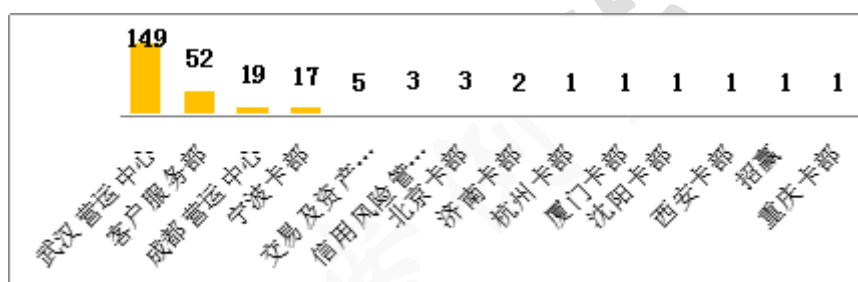 149 52 19 17 5 3 3 2 1 1 1 1 1 1
武汉营运中心
客户服务部
成都营运中心
宁波卡部
交易及资产…
信用风险管…
北京卡部
济南卡部
杭州卡部
厦门卡部
沈阳卡部
西安卡部
招赢
重庆卡部